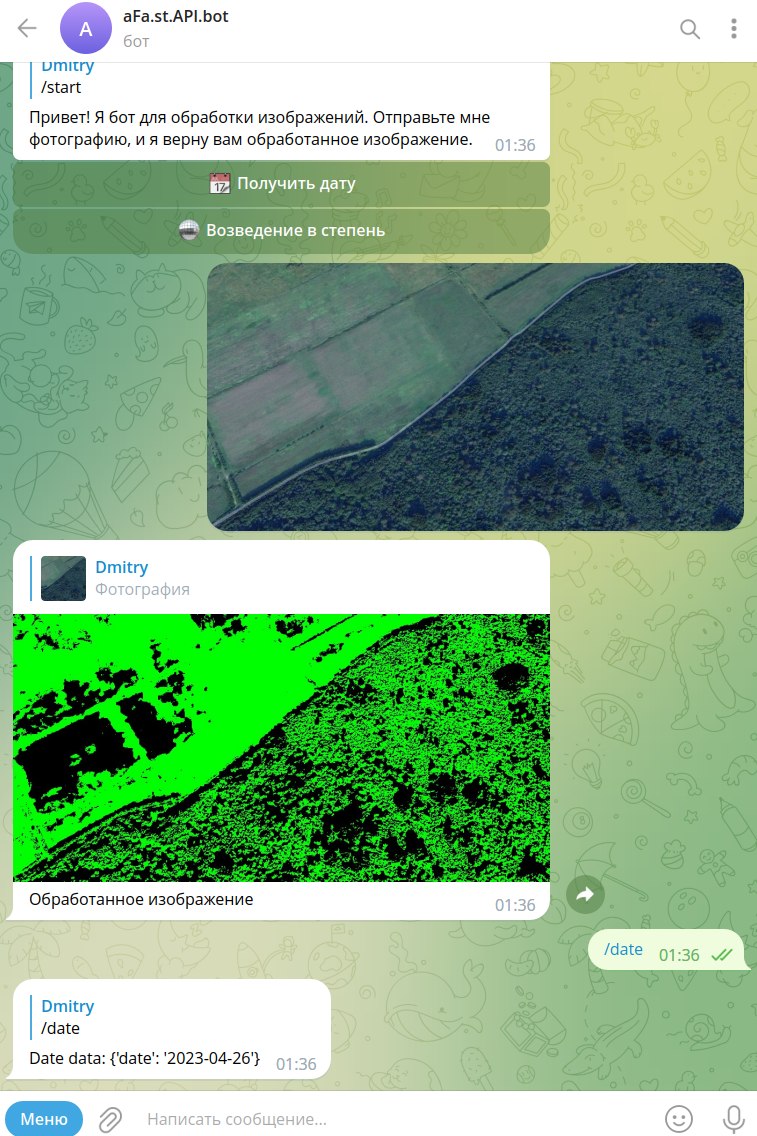 A
aFa.st.API.bot
бот
Dmitry
/start
Привет! Я бот для обработки изображений. Отправьте мне
фотографию, и я верну вам обработанное изображение.
01:36
17 Получить дату
Возведение в степень
Dmitry
Фотография
Обработанное изображение
01:36
/date 01:36
Dmitry
/date
Date data: {'date': '2023-04-26'} 01:36
Меню Написать сообщение...